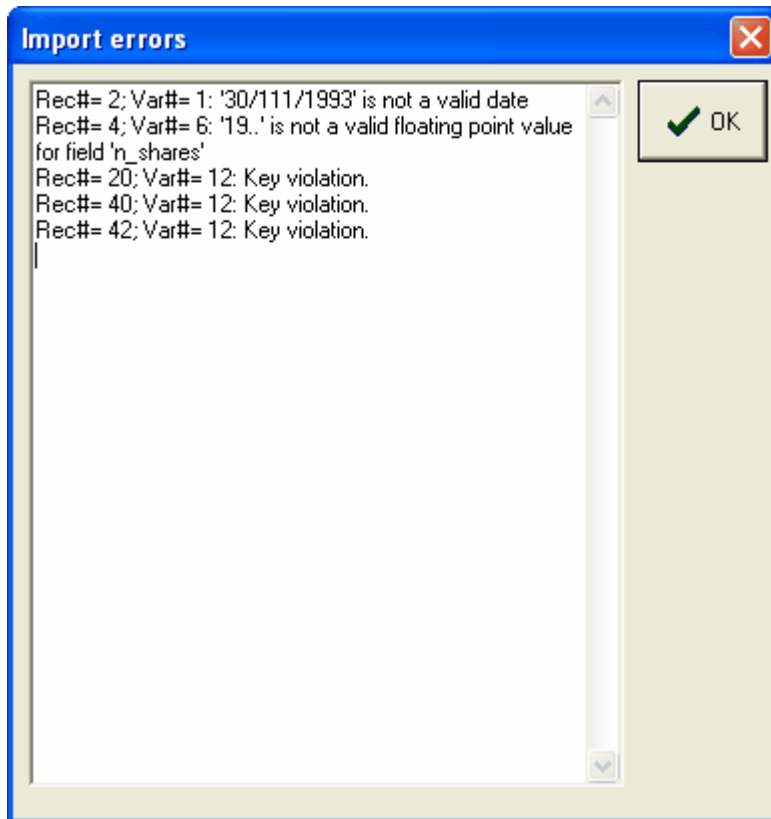 Import errors
Rec#= 2; Var#= 1: '30/111/1993' is not a valid date
Rec#= 4; Var#= 6: '19..' is not a valid floating point value
for field 'n_shares'
Rec#= 20; Var#= 12: Key violation.
Rec#= 40; Var#= 12: Key violation.
Rec#= 42; Var#= 12: Key violation.
OK